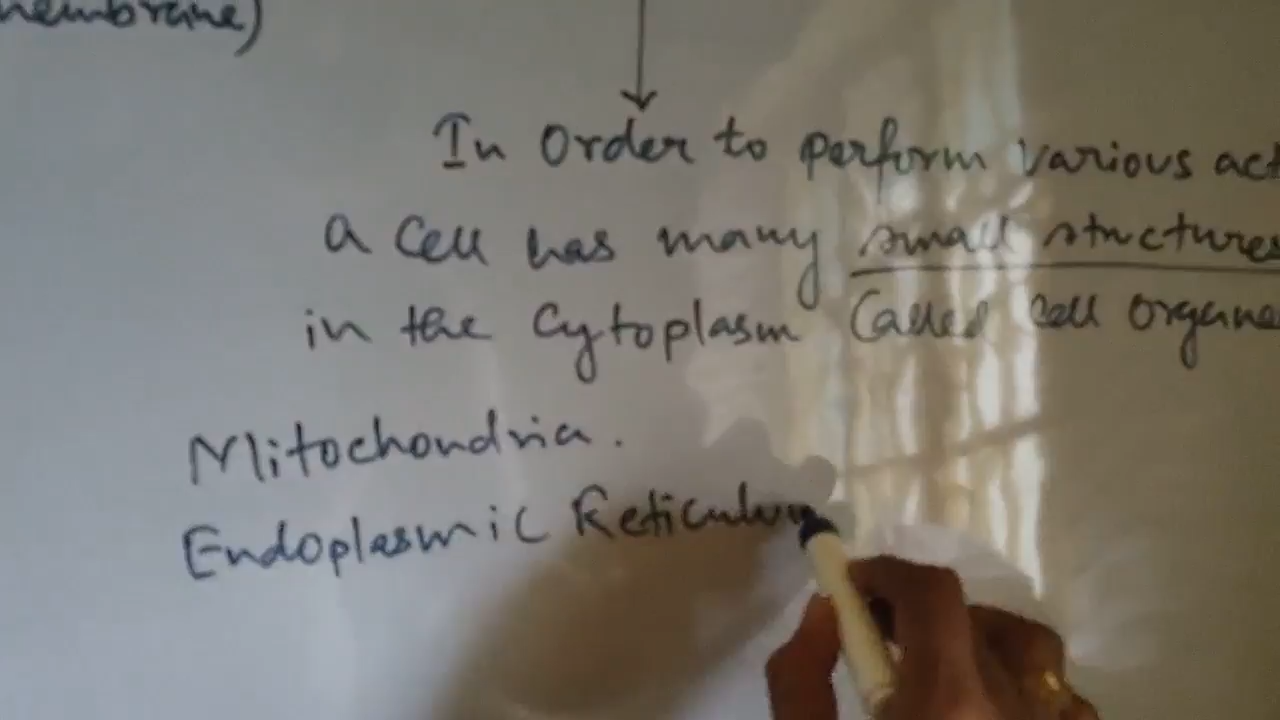 membrane)
In Order to perform various act
a Cell has many small structures
in the Cytoplasm Called Cell Organe
Mitochondria.
Endoplasmic Reticulum